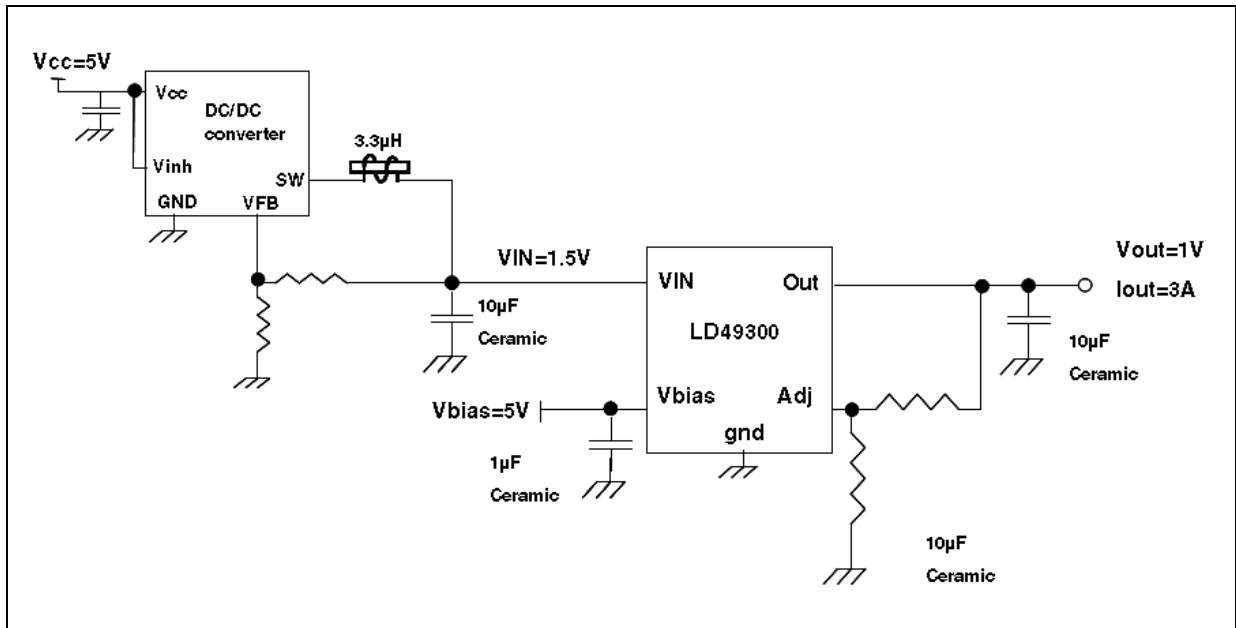 Vcc=5V
Vcc
DC/DC
converter
Vinh
SW
GND
VFB
3.3µH
VIN=1.5V
10µF
Ceramic
VIN
Out
LD49300
Vbias
Adj
gnd
Vbias=5V
1µF
Ceramic
Vout=1V
Iout=3A
10µF
Ceramic
10µF
Ceramic